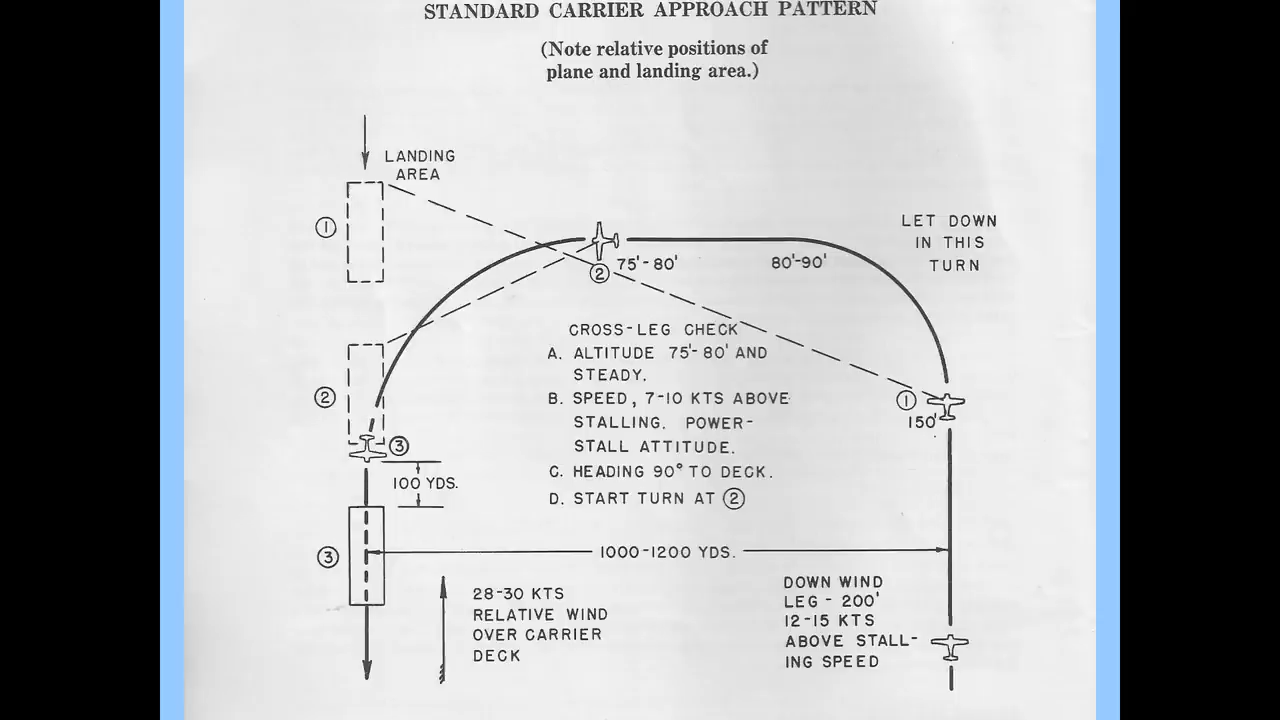 STANDARD CARRIER APPROACH PATTERN
(Note relative positions of
plane and landing area.)
LANDING
AREA
1
LET DOWN
IN THIS
TURN
75'-80'
80'-90'
2
CROSS-LEG CHECK
A. ALTITUDE 75'-80' AND
STEADY.
B. SPEED, 7-10 KTS ABOVE
STALLING. POWER-
STALL ATTITUDE.
C. HEADING 90° TO DECK.
D. START TURN AT 2
1
150'
2
3
100 YDS.
3
1000-1200 YDS.
28-30 KTS
RELATIVE WIND
OVER CARRIER
DECK
DOWN WIND
LEG - 200'
12-15 KTS
ABOVE STALL-
ING SPEED